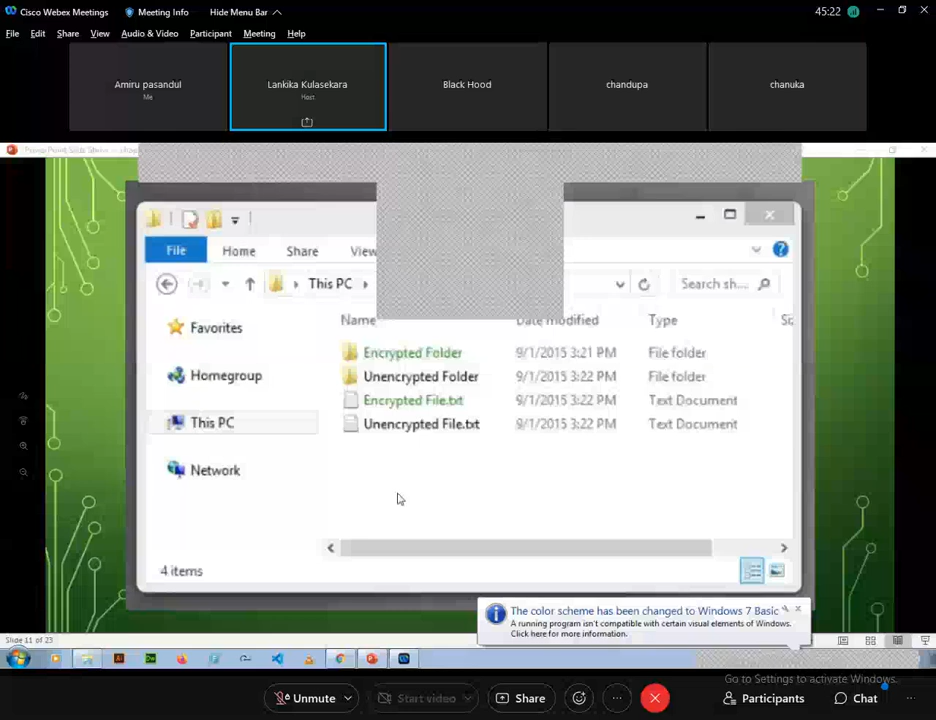 Cisco Webex Meetings Meeting Info Hide Menu Bar 45:22
File Edit Share View Audio & Video Participant Meeting Help
Amiru pasandul
Me
Lankika Kulasekara
Host
Black Hood
chandupa
chanuka
PowerPoint Slide Show
File Home Share View
This PC
Search sh...
Name Date modified Type
Favorites
Homegroup
This PC
Network
Encrypted Folder 9/1/2015 3:21 PM File folder
Unencrypted Folder 9/1/2015 3:22 PM File folder
Encrypted File.txt 9/1/2015 3:22 PM Text Document
Unencrypted File.txt 9/1/2015 3:22 PM Text Document
4 items
The color scheme has been changed to Windows 7 Basic
A running program isn't compatible with certain visual elements of Windows.
Click here for more information.
Slide 11 of 23
Go to Settings to activate Windows.
Unmute Start video Share Participants Chat